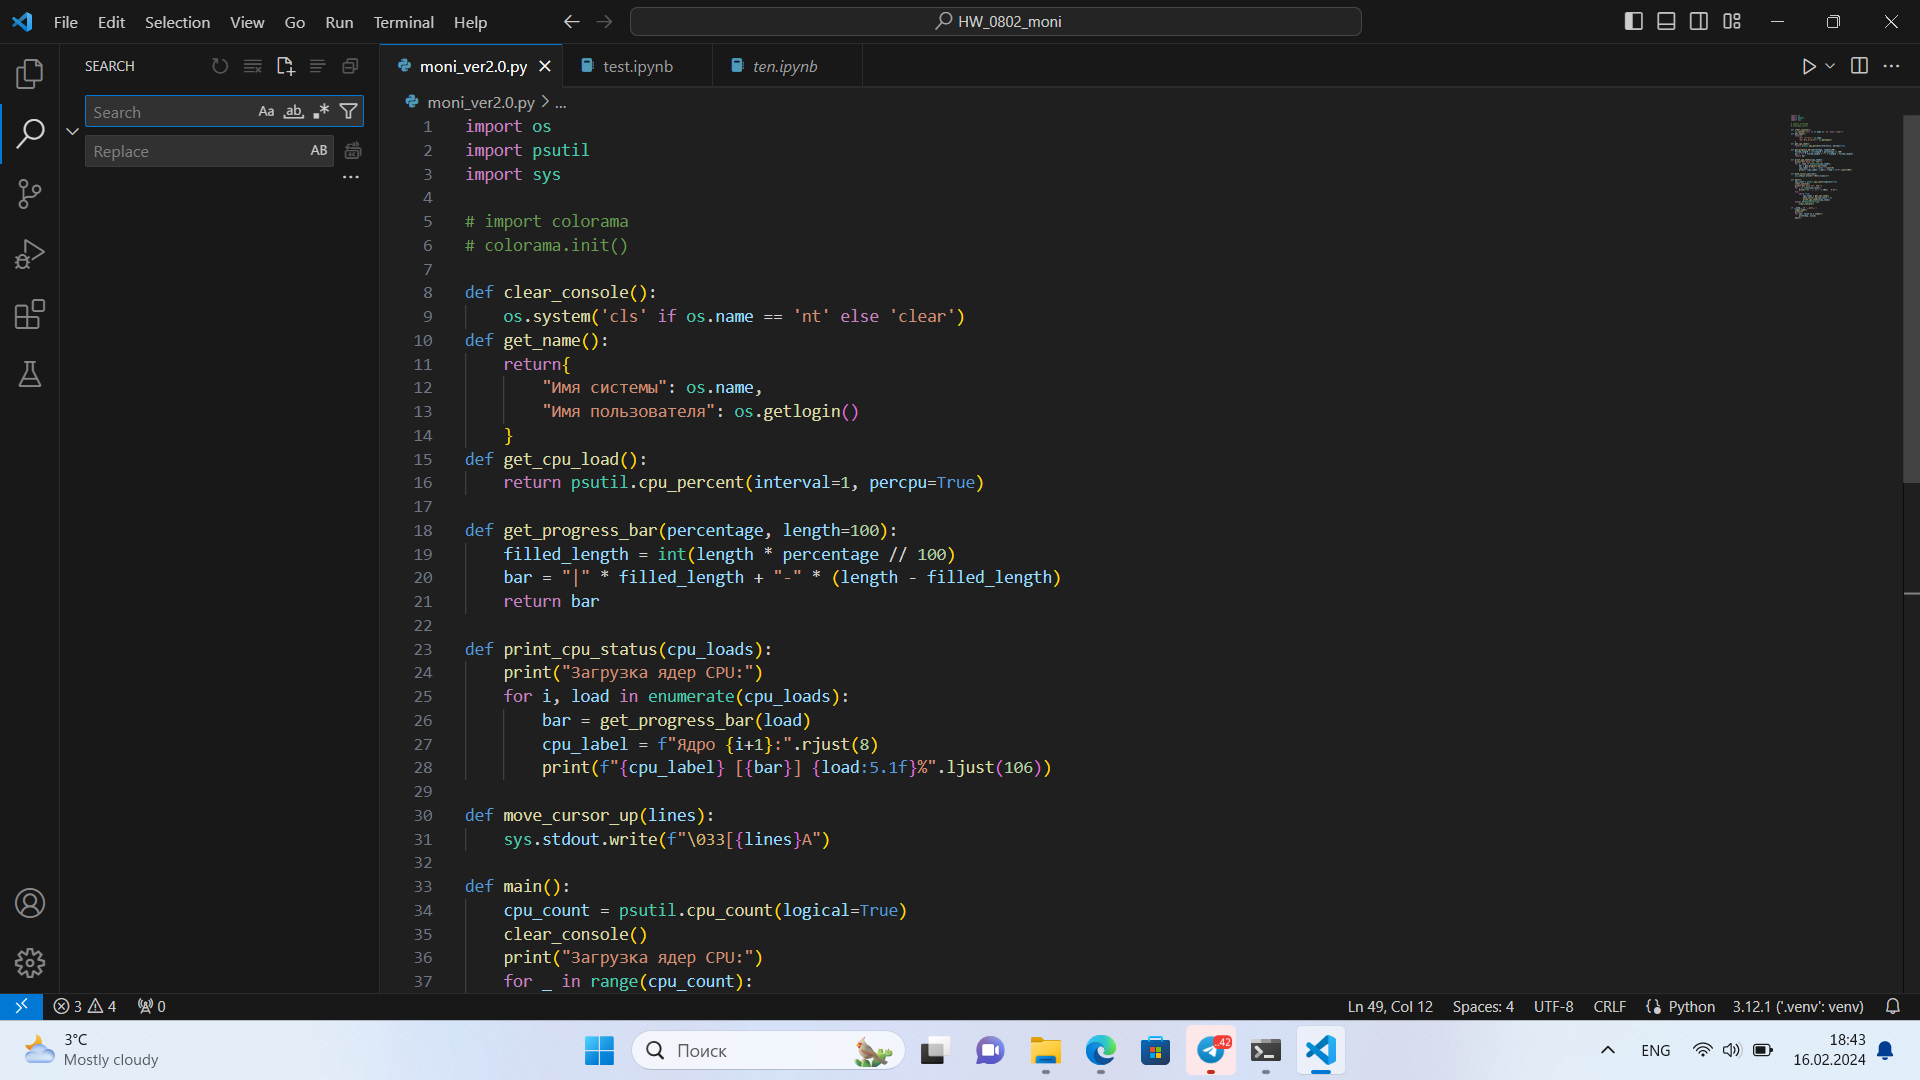 File Edit Selection View Go Run Terminal Help
HW_0802_moni
SEARCH
Search
Aa ab .*
Replace
AB
...
moni_ver2.0.py
test.ipynb
ten.ipynb
moni_ver2.0.py > ...
1 import os
2 import psutil
3 import sys
4
5 # import colorama
6 # colorama.init()
7
8 def clear_console():
9 os.system('cls' if os.name == 'nt' else 'clear')
10 def get_name():
11 return{
12 "Имя системы": os.name,
13 "Имя пользователя": os.getlogin()
14 }
15 def get_cpu_load():
16 return psutil.cpu_percent(interval=1, percpu=True)
17
18 def get_progress_bar(percentage, length=100):
19 filled_length = int(length * percentage // 100)
20 bar = "|" * filled_length + "-" * (length - filled_length)
21 return bar
22
23 def print_cpu_status(cpu_loads):
24 print("Загрузка ядер CPU:")
25 for i, load in enumerate(cpu_loads):
26 bar = get_progress_bar(load)
27 cpu_label = f"Ядро {i+1}:".rjust(8)
28 print(f"{cpu_label} [{bar}] {load:5.1f}%".ljust(106))
29
30 def move_cursor_up(lines):
31 sys.stdout.write(f"\033[{lines}A")
32
33 def main():
34 cpu_count = psutil.cpu_count(logical=True)
35 clear_console()
36 print("Загрузка ядер CPU:")
37 for _ in range(cpu_count):
3 4 0
Ln 49, Col 12 Spaces: 4 UTF-8 CRLF Python 3.12.1 ('.venv': venv)
3°C
Mostly cloudy
Поиск
42
ENG
18:43
16.02.2024